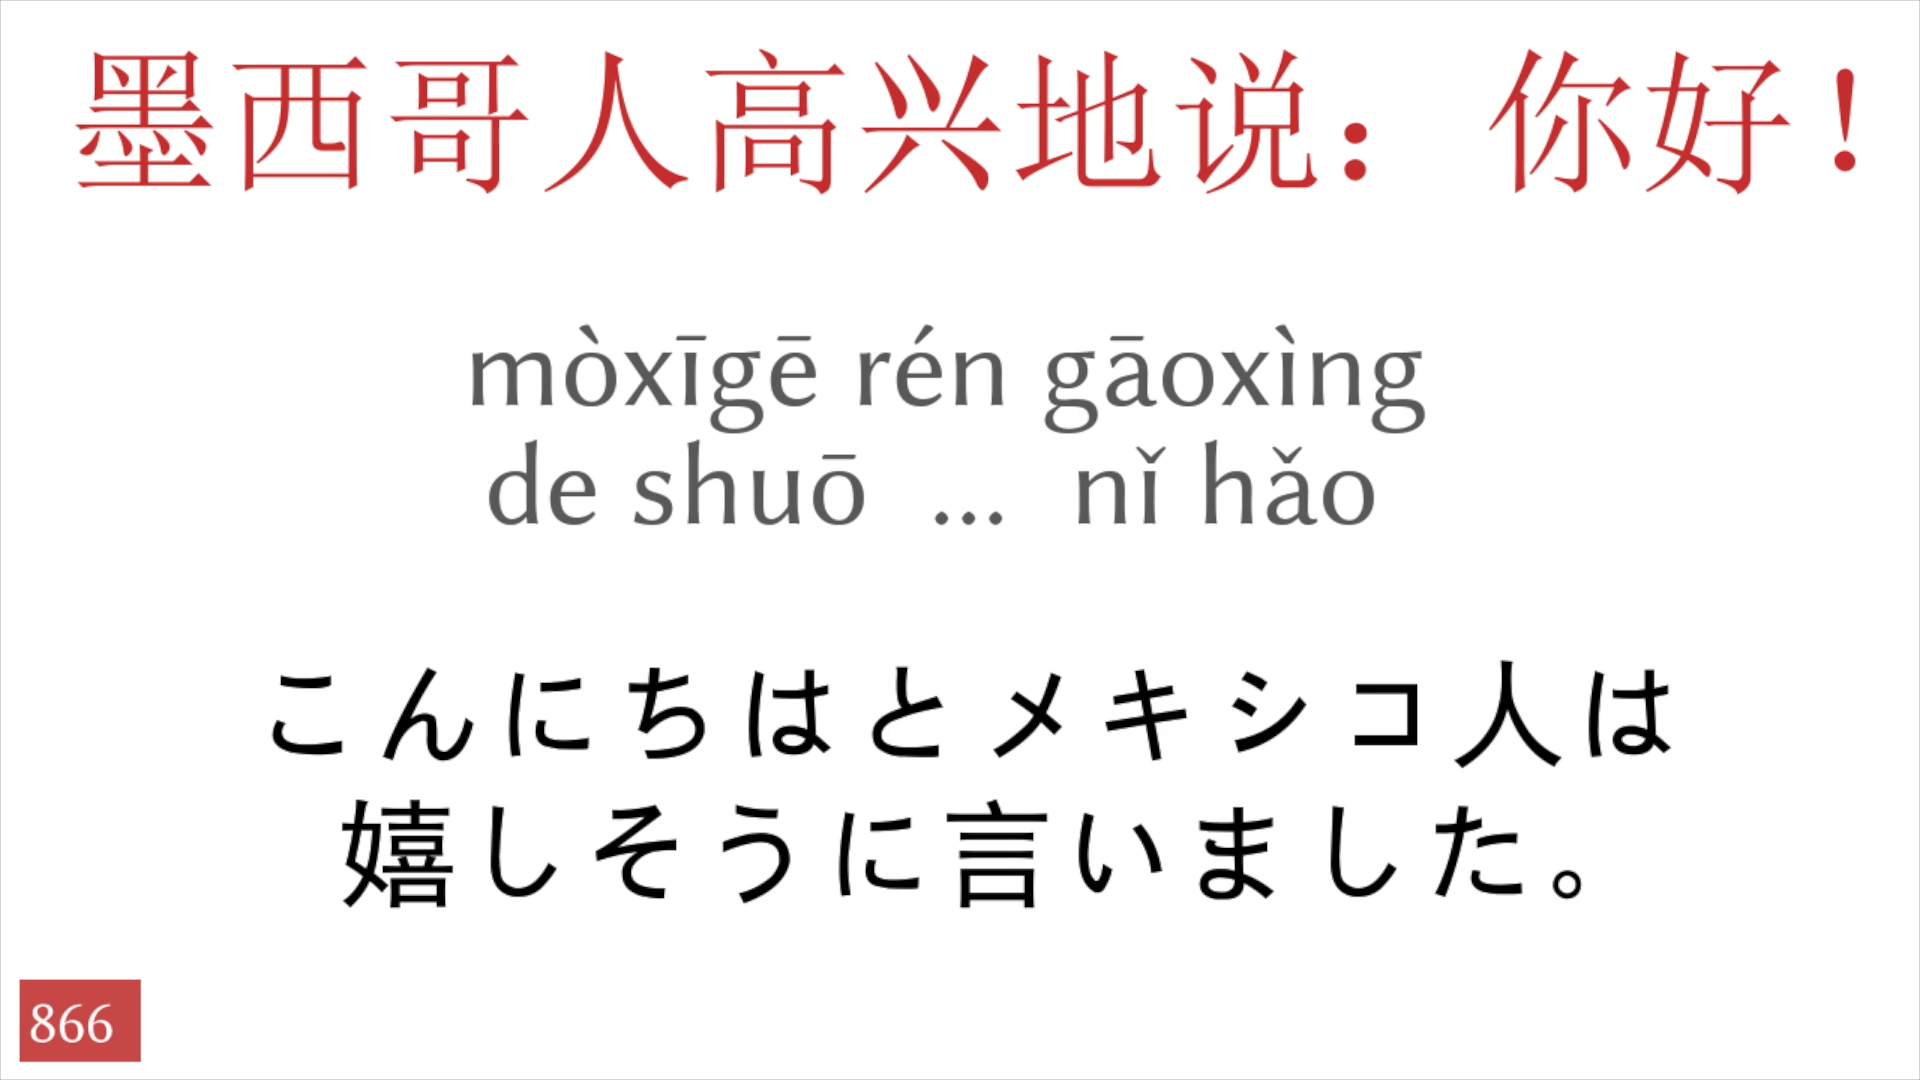 墨西哥人高兴地说：你好！
mòxīgē rén gāoxìng
de shuō ... nǐ hǎo
こんにちはとメキシコ人は
嬉しそうに言いました。
866